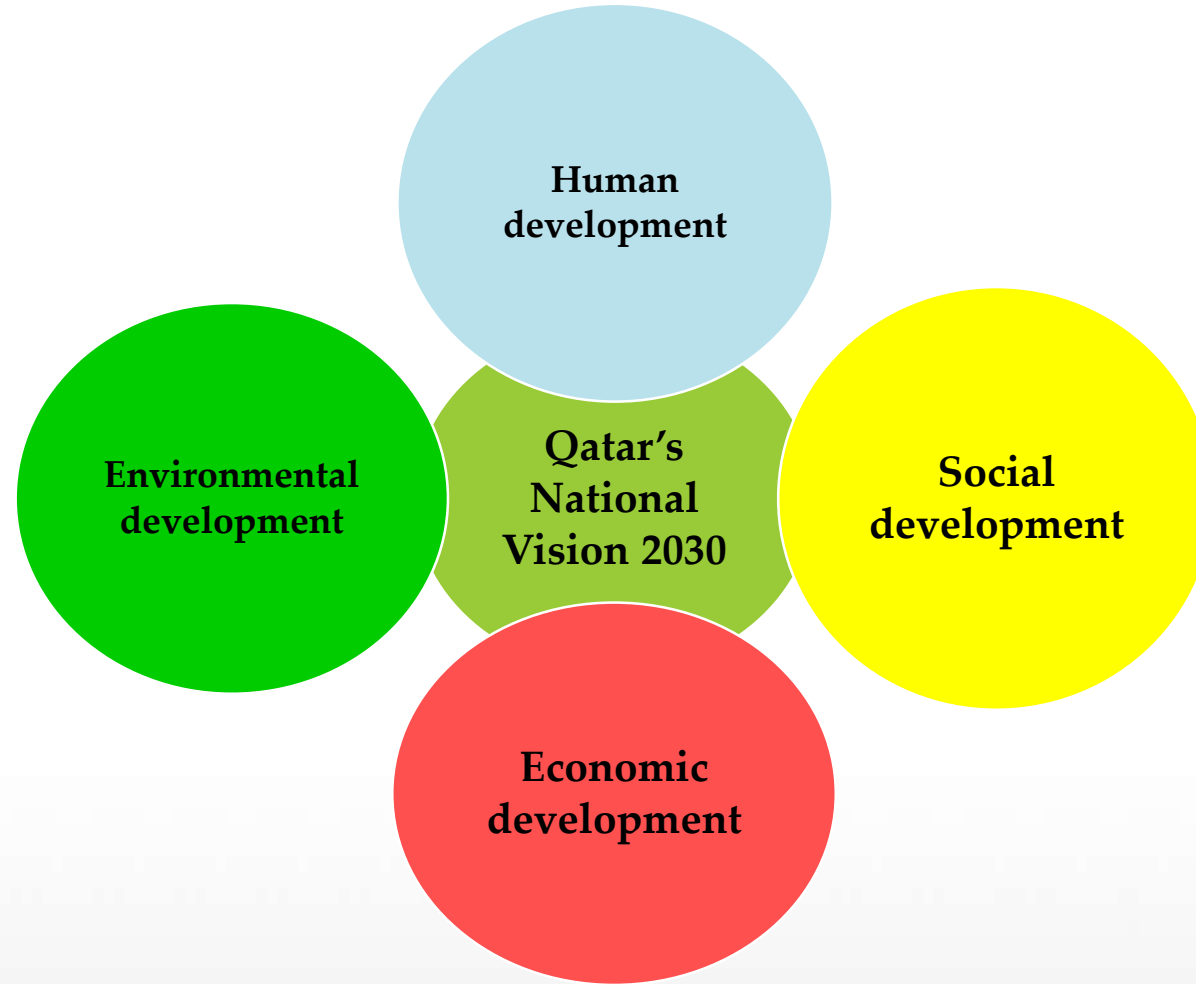 Human
development
Environmental
development
Qatar’s
National
Vision 2030
Social
development
Economic
development